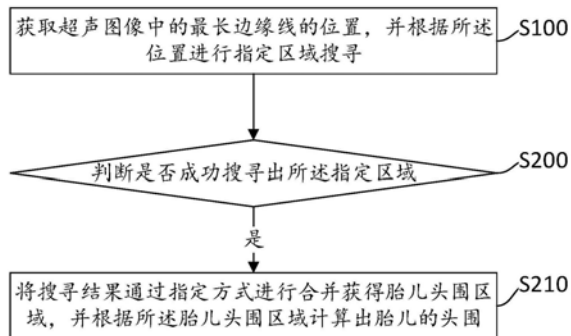 获取超声图像中的最长边缘线的位置，并根据所述
位置进行指定区域搜寻
S100
判断是否成功搜寻出所述指定区域
S200
是
将搜寻结果通过指定方式进行合并获得胎儿头围区
域，并根据所述胎儿头围区域计算出胎儿的头围
S210